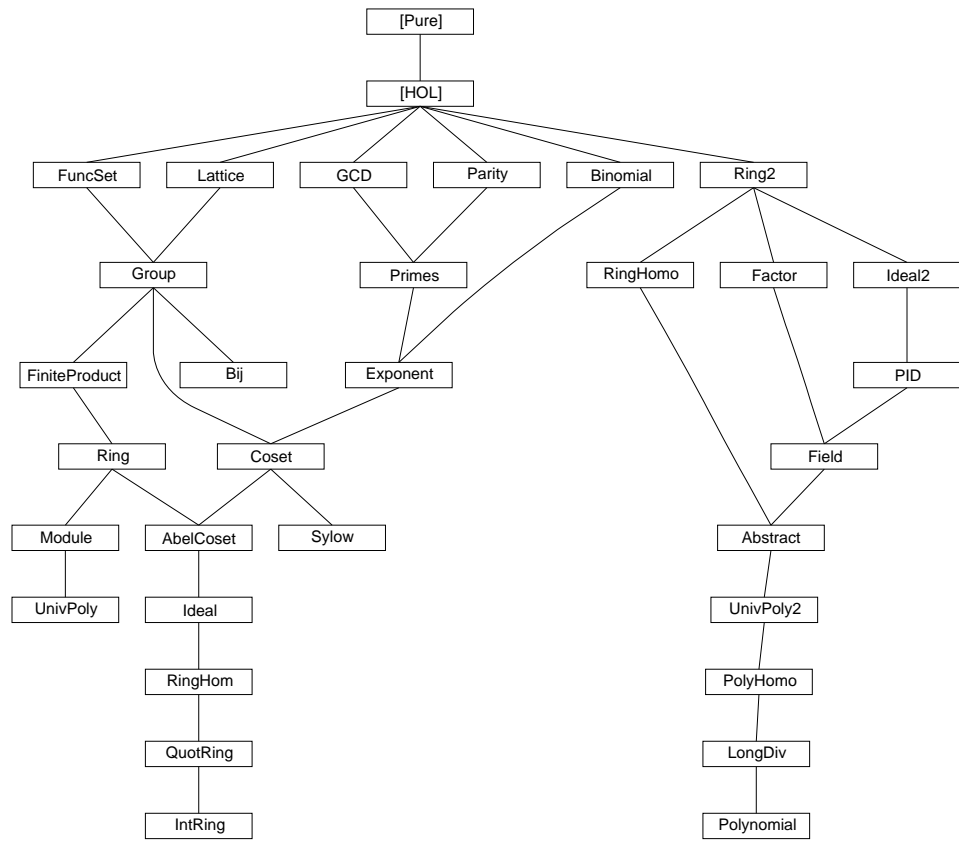 [Pure]
[HOL]
FuncSet Lattice GCD Parity Binomial Ring2
Group Primes RingHomo Factor Ideal2
FiniteProduct Bij Exponent PID
Ring Coset Field
Module AbelCoset Sylow Abstract
UnivPoly Ideal UnivPoly2
RingHom PolyHomo
QuotRing LongDiv
IntRing Polynomial